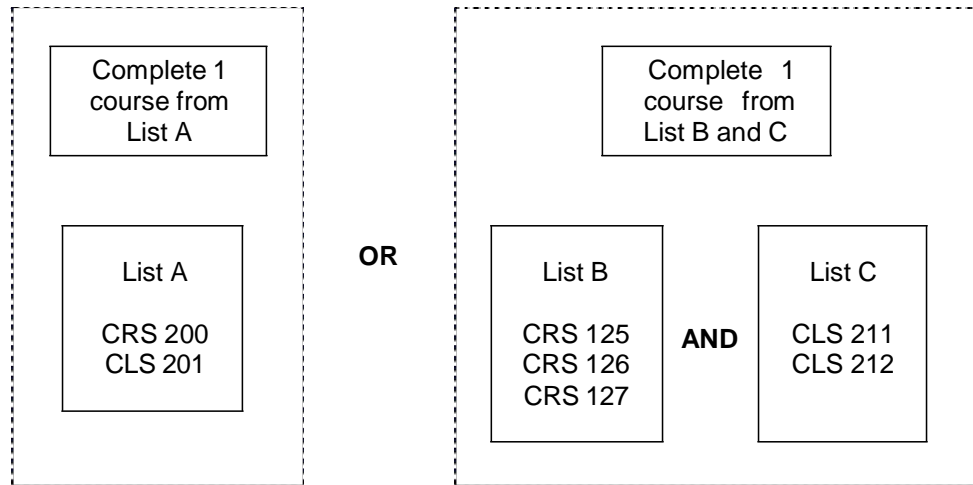 Complete 1
course from
List A
Complete 1
course from
List B and C
List A
CRS 200
CLS 201
OR
List B
CRS 125
CRS 126
CRS 127
AND
List C
CLS 211
CLS 212